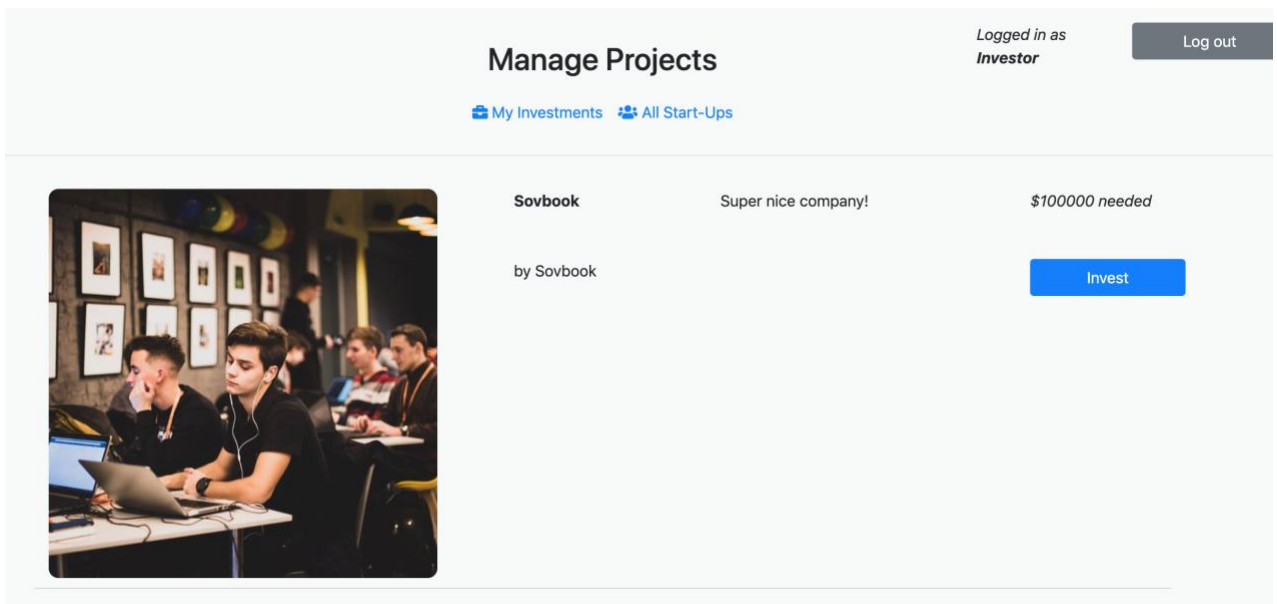 Manage Projects
Logged in as
Investor
Log out
My Investments All Start-Ups
Sovbook Super nice company! $100000 needed
by Sovbook Invest